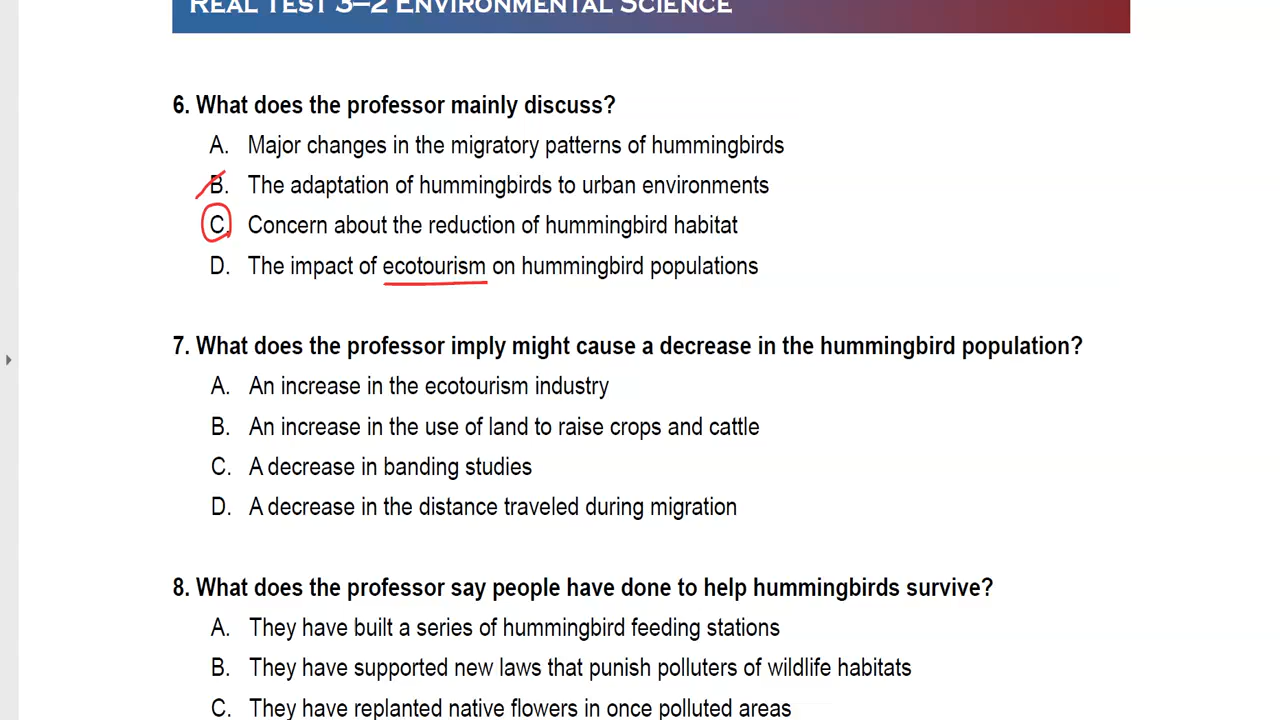 REAL TEST 3–2 ENVIRONMENTAL SCIENCE
6. What does the professor mainly discuss?
A. Major changes in the migratory patterns of hummingbirds
B. The adaptation of hummingbirds to urban environments
C. Concern about the reduction of hummingbird habitat
D. The impact of ecotourism on hummingbird populations
7. What does the professor imply might cause a decrease in the hummingbird population?
A. An increase in the ecotourism industry
B. An increase in the use of land to raise crops and cattle
C. A decrease in banding studies
D. A decrease in the distance traveled during migration
8. What does the professor say people have done to help hummingbirds survive?
A. They have built a series of hummingbird feeding stations
B. They have supported new laws that punish polluters of wildlife habitats
C. They have replanted native flowers in once polluted areas